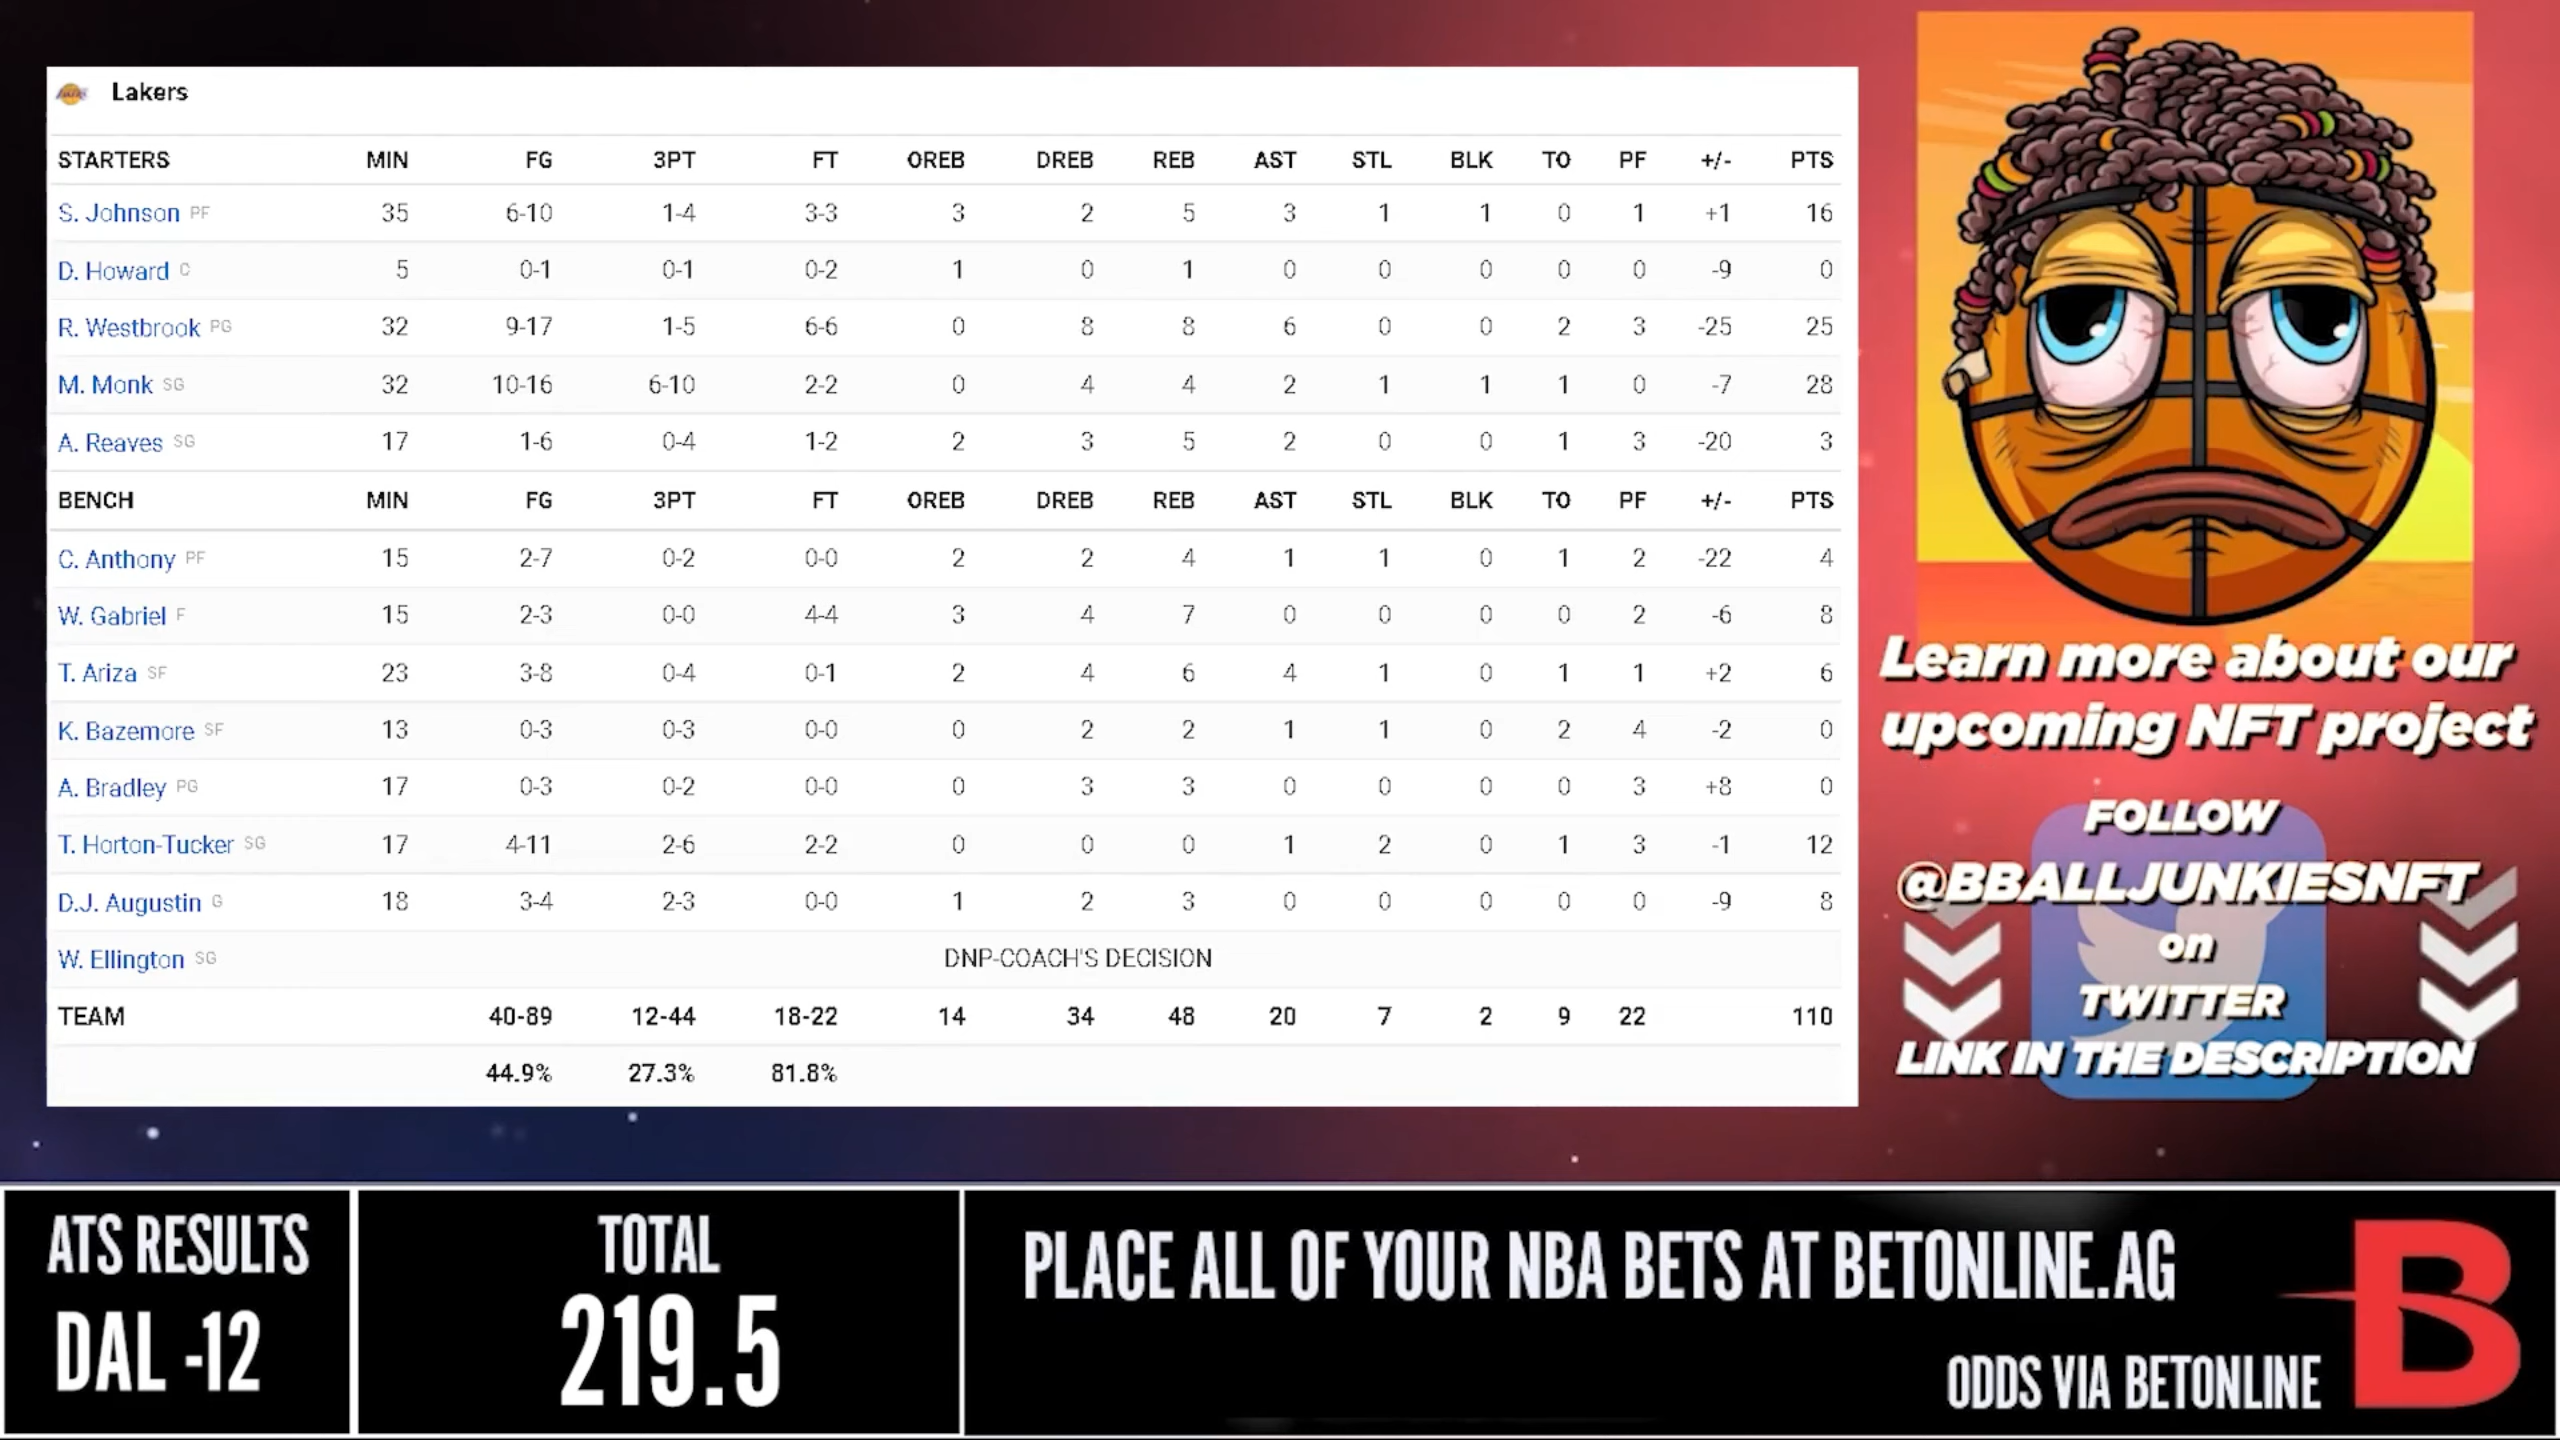 Lakers
STARTERS MIN FG 3PT FT OREB DREB REB AST STL BLK TO PF +/- PTS
S. Johnson PF 35 6-10 1-4 3-3 3 2 5 3 1 1 0 1 +1 16
D. Howard C 5 0-1 0-1 0-2 1 0 1 0 0 0 0 0 -9 0
R. Westbrook PG 32 9-17 1-5 6-6 0 8 8 6 0 0 2 3 -25 25
M. Monk SG 32 10-16 6-10 2-2 0 4 4 2 1 1 1 0 -7 28
A. Reaves SG 17 1-6 0-4 1-2 2 3 5 2 0 0 1 3 -20 3
BENCH MIN FG 3PT FT OREB DREB REB AST STL BLK TO PF +/- PTS
C. Anthony PF 15 2-7 0-2 0-0 2 2 4 1 1 0 1 2 -22 4
W. Gabriel F 15 2-3 0-0 4-4 3 4 7 0 0 0 0 2 -6 8
T. Ariza SF 23 3-8 0-4 0-1 2 4 6 4 1 0 1 1 +2 6
K. Bazemore SF 13 0-3 0-3 0-0 0 2 2 1 1 0 2 4 -2 0
A. Bradley PG 17 0-3 0-2 0-0 0 3 3 0 0 0 0 3 +8 0
T. Horton-Tucker SG 17 4-11 2-6 2-2 0 0 0 1 2 0 1 3 -1 12
D.J. Augustin G 18 3-4 2-3 0-0 1 2 3 0 0 0 0 0 -9 8
W. Ellington SG DNP-COACH'S DECISION
TEAM 40-89 12-44 18-22 14 34 48 20 7 2 9 22 110
44.9% 27.3% 81.8%
Learn more about our
upcoming NFT project
FOLLOW
@BBALLJUNKIESNFT
on
TWITTER
LINK IN THE DESCRIPTION
ATS RESULTS
DAL -12
TOTAL
219.5
PLACE ALL OF YOUR NBA BETS AT BETONLINE.AG
ODDS VIA BETONLINE
B